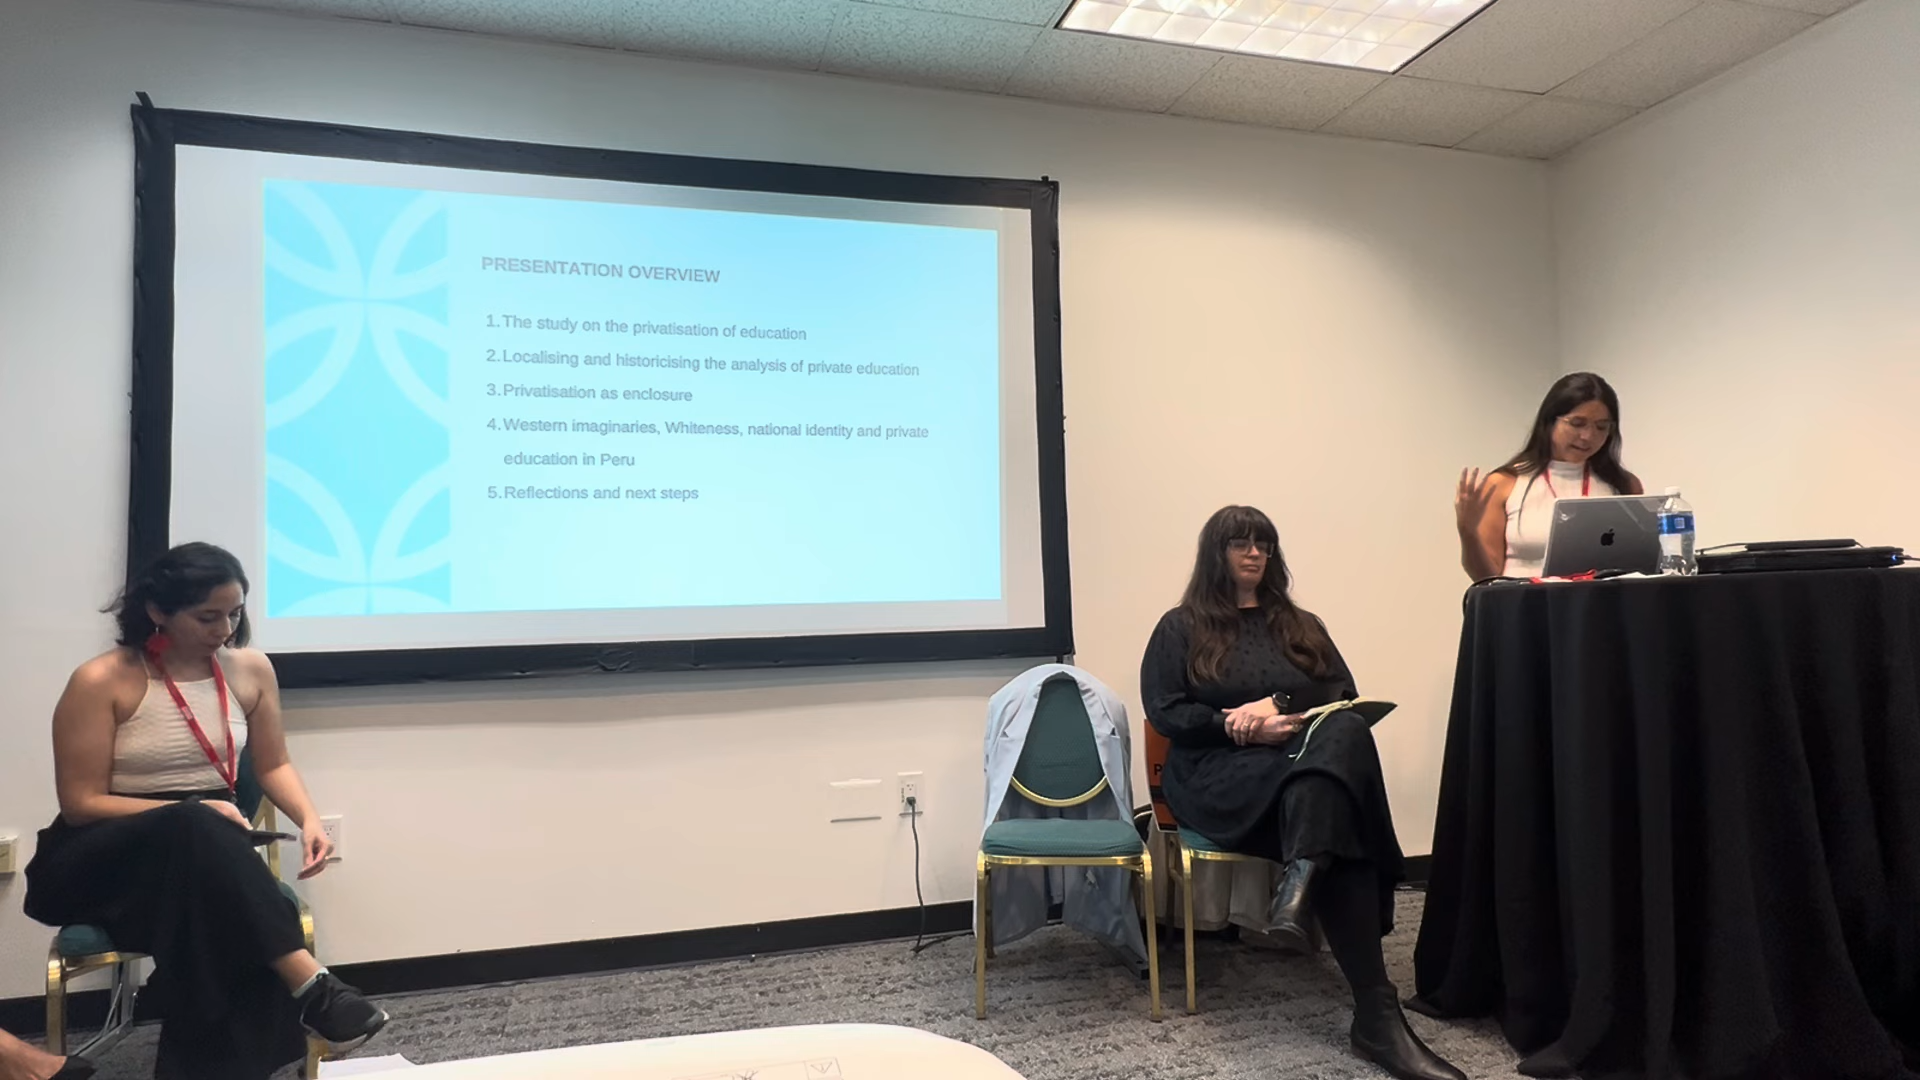 PRESENTATION OVERVIEW
1. The study on the privatisation of education
2. Localising and historicising the analysis of private education
3. Privatisation as enclosure
4. Western imaginaries, Whiteness, national identity and private
education in Peru
5. Reflections and next steps